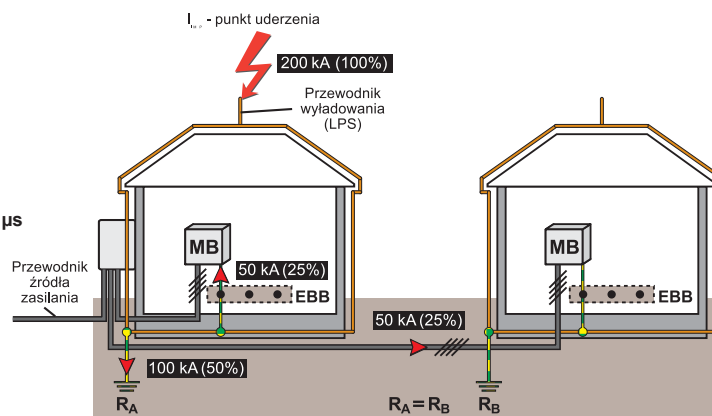 I - punkt uderzenia
200 kA (100%)
Przewodnik
wyładowania
(LPS)
µs
MB
MB
Przewodnik
źródła
zasilania
50 kA (25%)
EBB
EBB
50 kA (25%)
100 kA (50%)
RA
RA = RB
RB